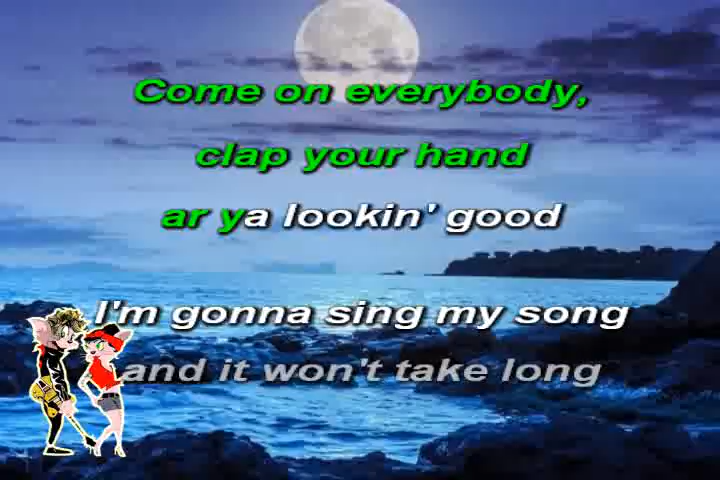 Come on everybody,
clap your hand
ar ya lookin' good
I'm gonna sing my song
and it won't take long